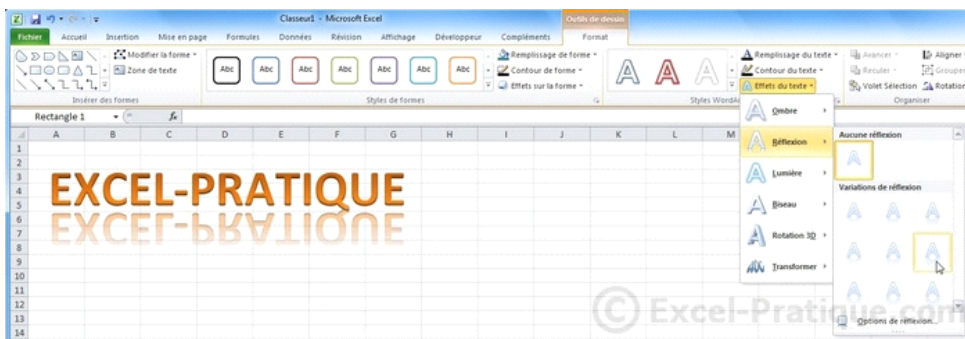 Classeur1 - Microsoft Excel
Outils de dessin
Fichier Accueil Insertion Mise en page Formules Données Révision Affichage Développeur Compléments Format
Modifier la forme
Zone de texte
Abc Abc Abc Abc Abc Abc Abc
Remplissage de forme
Contour de forme
Effets sur la forme
A A A
Remplissage du texte
Contour du texte
Effets du texte
Avancer
Reculer
Volet Sélection
Aligner
Grouper
Rotation
Insérer des formes Styles de formes Styles WordAr Organiser
Rectangle 1 fx
A B C D E F G H I J K L M
1
2
3
4
5
6
7
8
9
10
11
12
13
14
EXCEL-PRATIQUE
Ombre
Réflexion
Lumière
Biseau
Rotation 3D
Transformer
Aucune réflexion
Variations de réflexion
Options de réflexion...
© Excel-Pratique.com